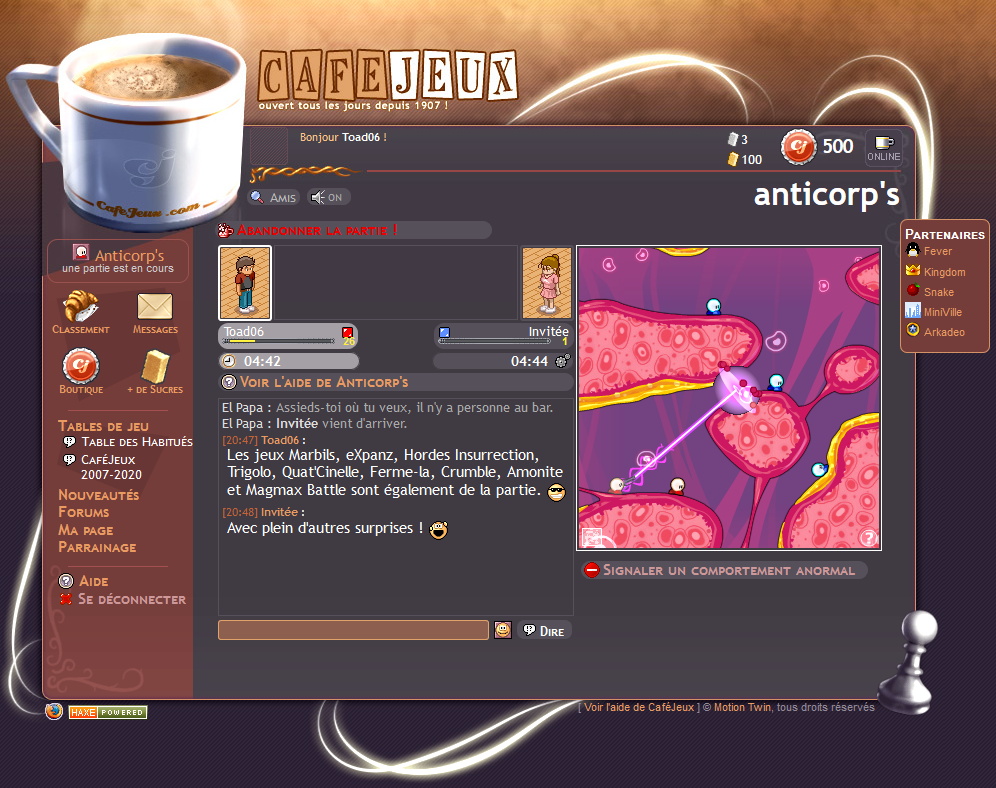 CAFEJEUX
ouvert tous les jours depuis 1907 !
CafeJeux.com
Bonjour Toad06 !
3
100
500
ONLINE
AMIS
ON
anticorp's
ABANDONNER LA PARTIE !
PARTENAIRES
Fever
Kingdom
Snake
MiniVille
Arkadeo
ANTICORP'S
une partie est en cours
CLASSEMENT
MESSAGES
BOUTIQUE
+ DE SUCRES
TABLES DE JEU
TABLE DES HABITUÉS
CAFÉJEUX
2007-2020
NOUVEAUTÉS
FORUMS
MA PAGE
PARRAINAGE
AIDE
SE DÉCONNECTER
Toad06
26
Invitée
1
04:42
04:44
VOIR L'AIDE DE ANTICORP'S
El Papa : Assieds-toi où tu veux, il n'y a personne au bar.
El Papa : Invitée vient d'arriver.
[20:47] Toad06 :
Les jeux Marbils, eXpanz, Hordes Insurrection,
Trigolo, Quat'Cinelle, Ferme-la, Crumble, Amonite
et Magmax Battle sont également de la partie.
[20:48] Invitée :
Avec plein d'autres surprises !
DIRE
SIGNALER UN COMPORTEMENT ANORMAL
HAXE POWERED
[ Voir l'aide de CaféJeux ] © Motion Twin, tous droits réservés